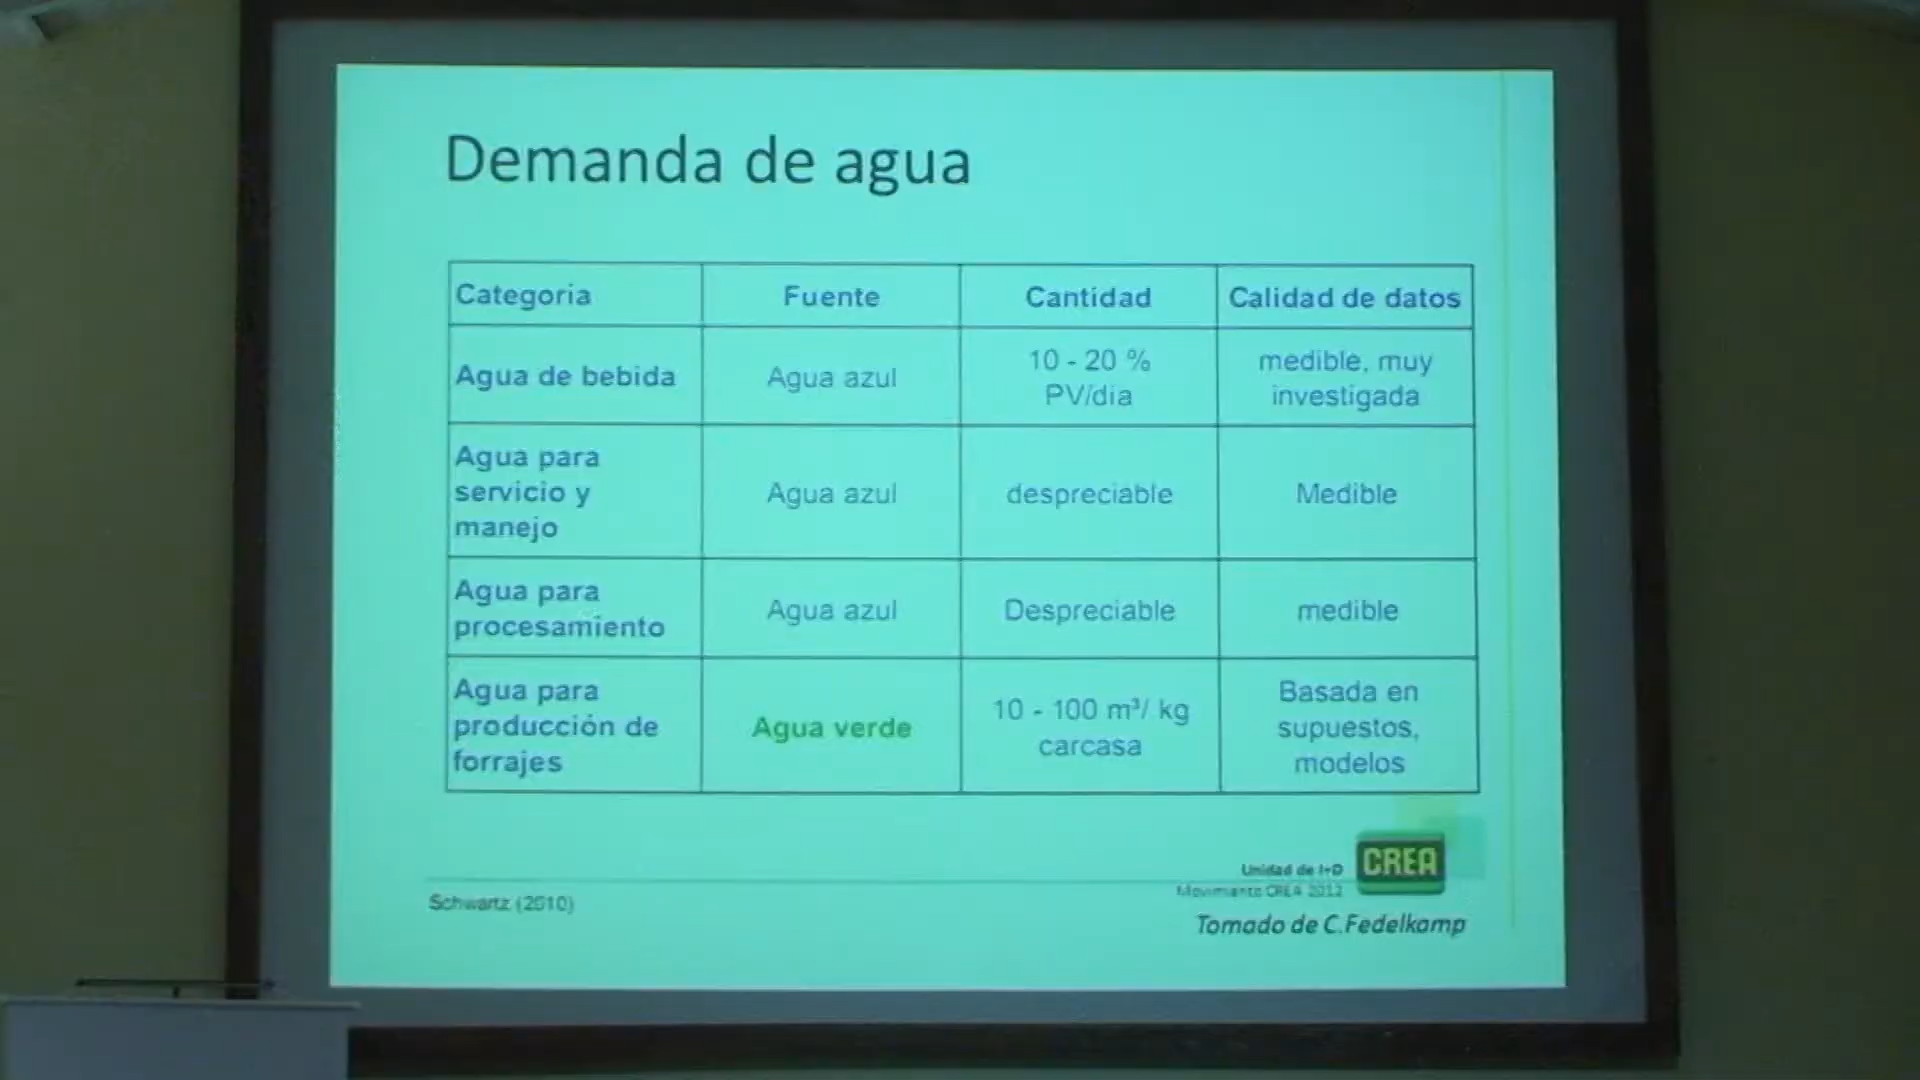 Demanda de agua
Categoria
Fuente
Cantidad
Calidad de datos
Agua de bebida
Agua azul
10 - 20 %
PV/dia
medible, muy
investigada
Agua para
servicio y
manejo
Agua azul
despreciable
Medible
Agua para
procesamiento
Agua azul
Despreciable
medible
Agua para
producción de
forrajes
Agua verde
10 - 100 m³/ kg
carcasa
Basada en
supuestos,
modelos
Unidad de I+D
Movimiento CREA 2012
CREA
Schwartz (2010)
Tomado de C.Fedelkamp